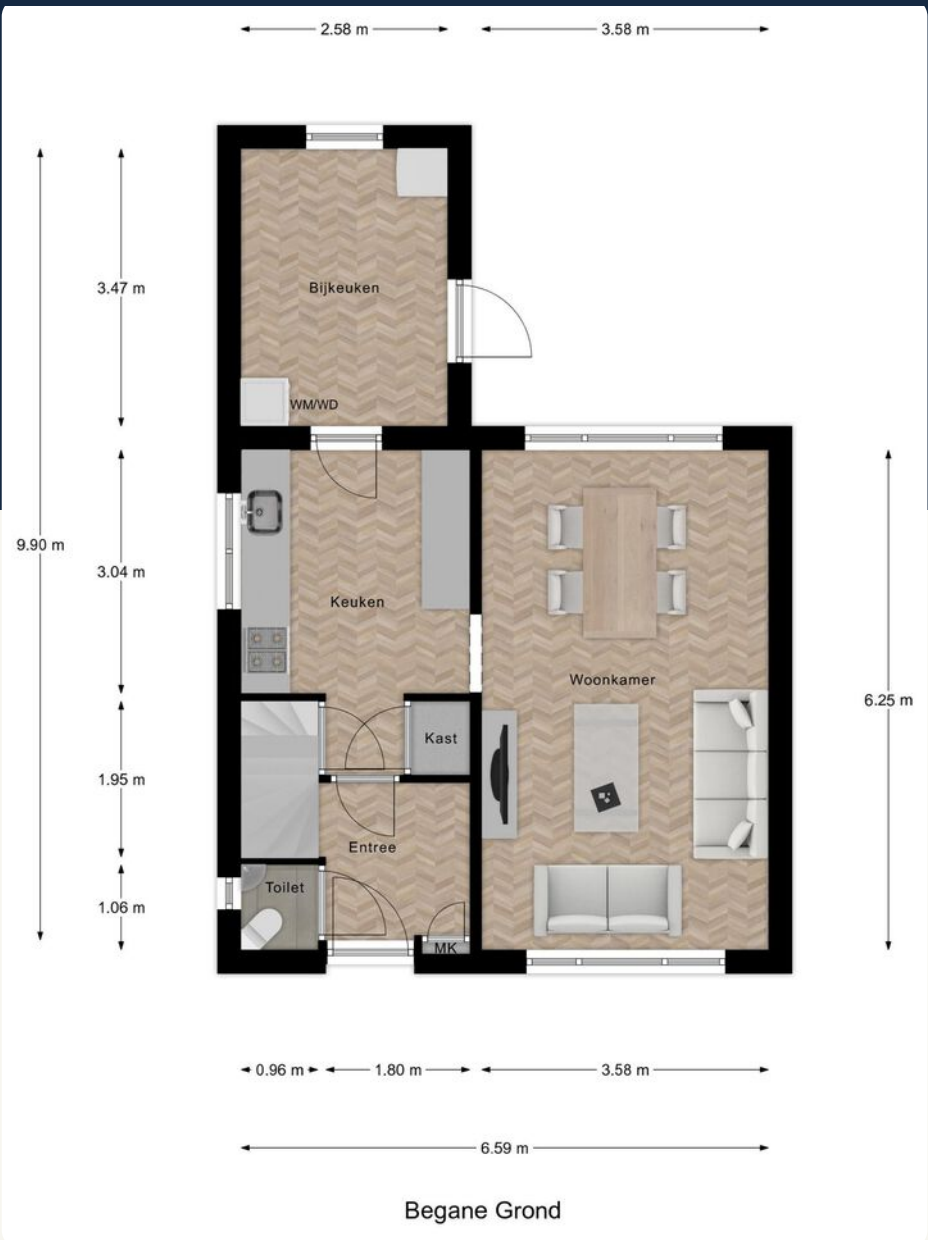 2.58 m
3.58 m
Bijkeuken
3.47 m
WM/WD
9.90 m
3.04 m
Keuken
Woonkamer
6.25 m
Kast
1.95 m
Entree
Toilet
1.06 m
MK
0.96 m
1.80 m
3.58 m
6.59 m
Begane Grond